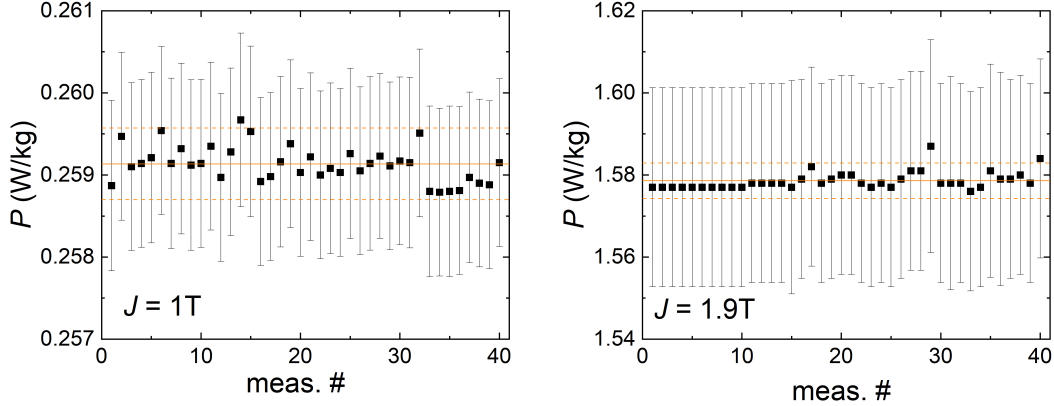 0.261
0.260
0.259
0.258
0.257
P (W/kg)
J = 1T
0 10 20 30 40
meas. #
1.62
1.60
1.58
1.56
1.54
P (W/kg)
J = 1.9T
0 10 20 30 40
meas. #